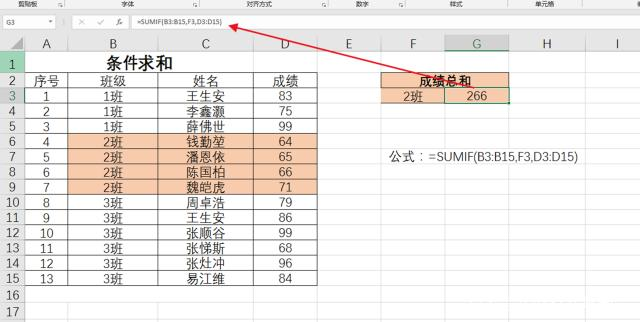 剪贴板 字体 对齐方式 样式 单元格
G3 =SUMIF(B3:B15,F3,D3:D15)
A B C D E F G H I
1 条件求和
2 序号 班级 姓名 成绩 成绩总和
3 1 1班 王生安 83 2班 266
4 2 1班 李鑫灏 75
5 3 1班 薛佛世 99
6 4 2班 钱勤堃 64
7 5 2班 潘恩依 65 公式：=SUMIF(B3:B15,F3,D3:D15)
8 6 2班 陈国柏 66
9 7 2班 魏皑虎 71
10 8 3班 周卓浩 79
11 9 3班 王生安 86
12 10 3班 张顺谷 99
13 11 3班 张悌斯 68
14 12 3班 张灶冲 96
15 13 3班 易江维 84
16
17